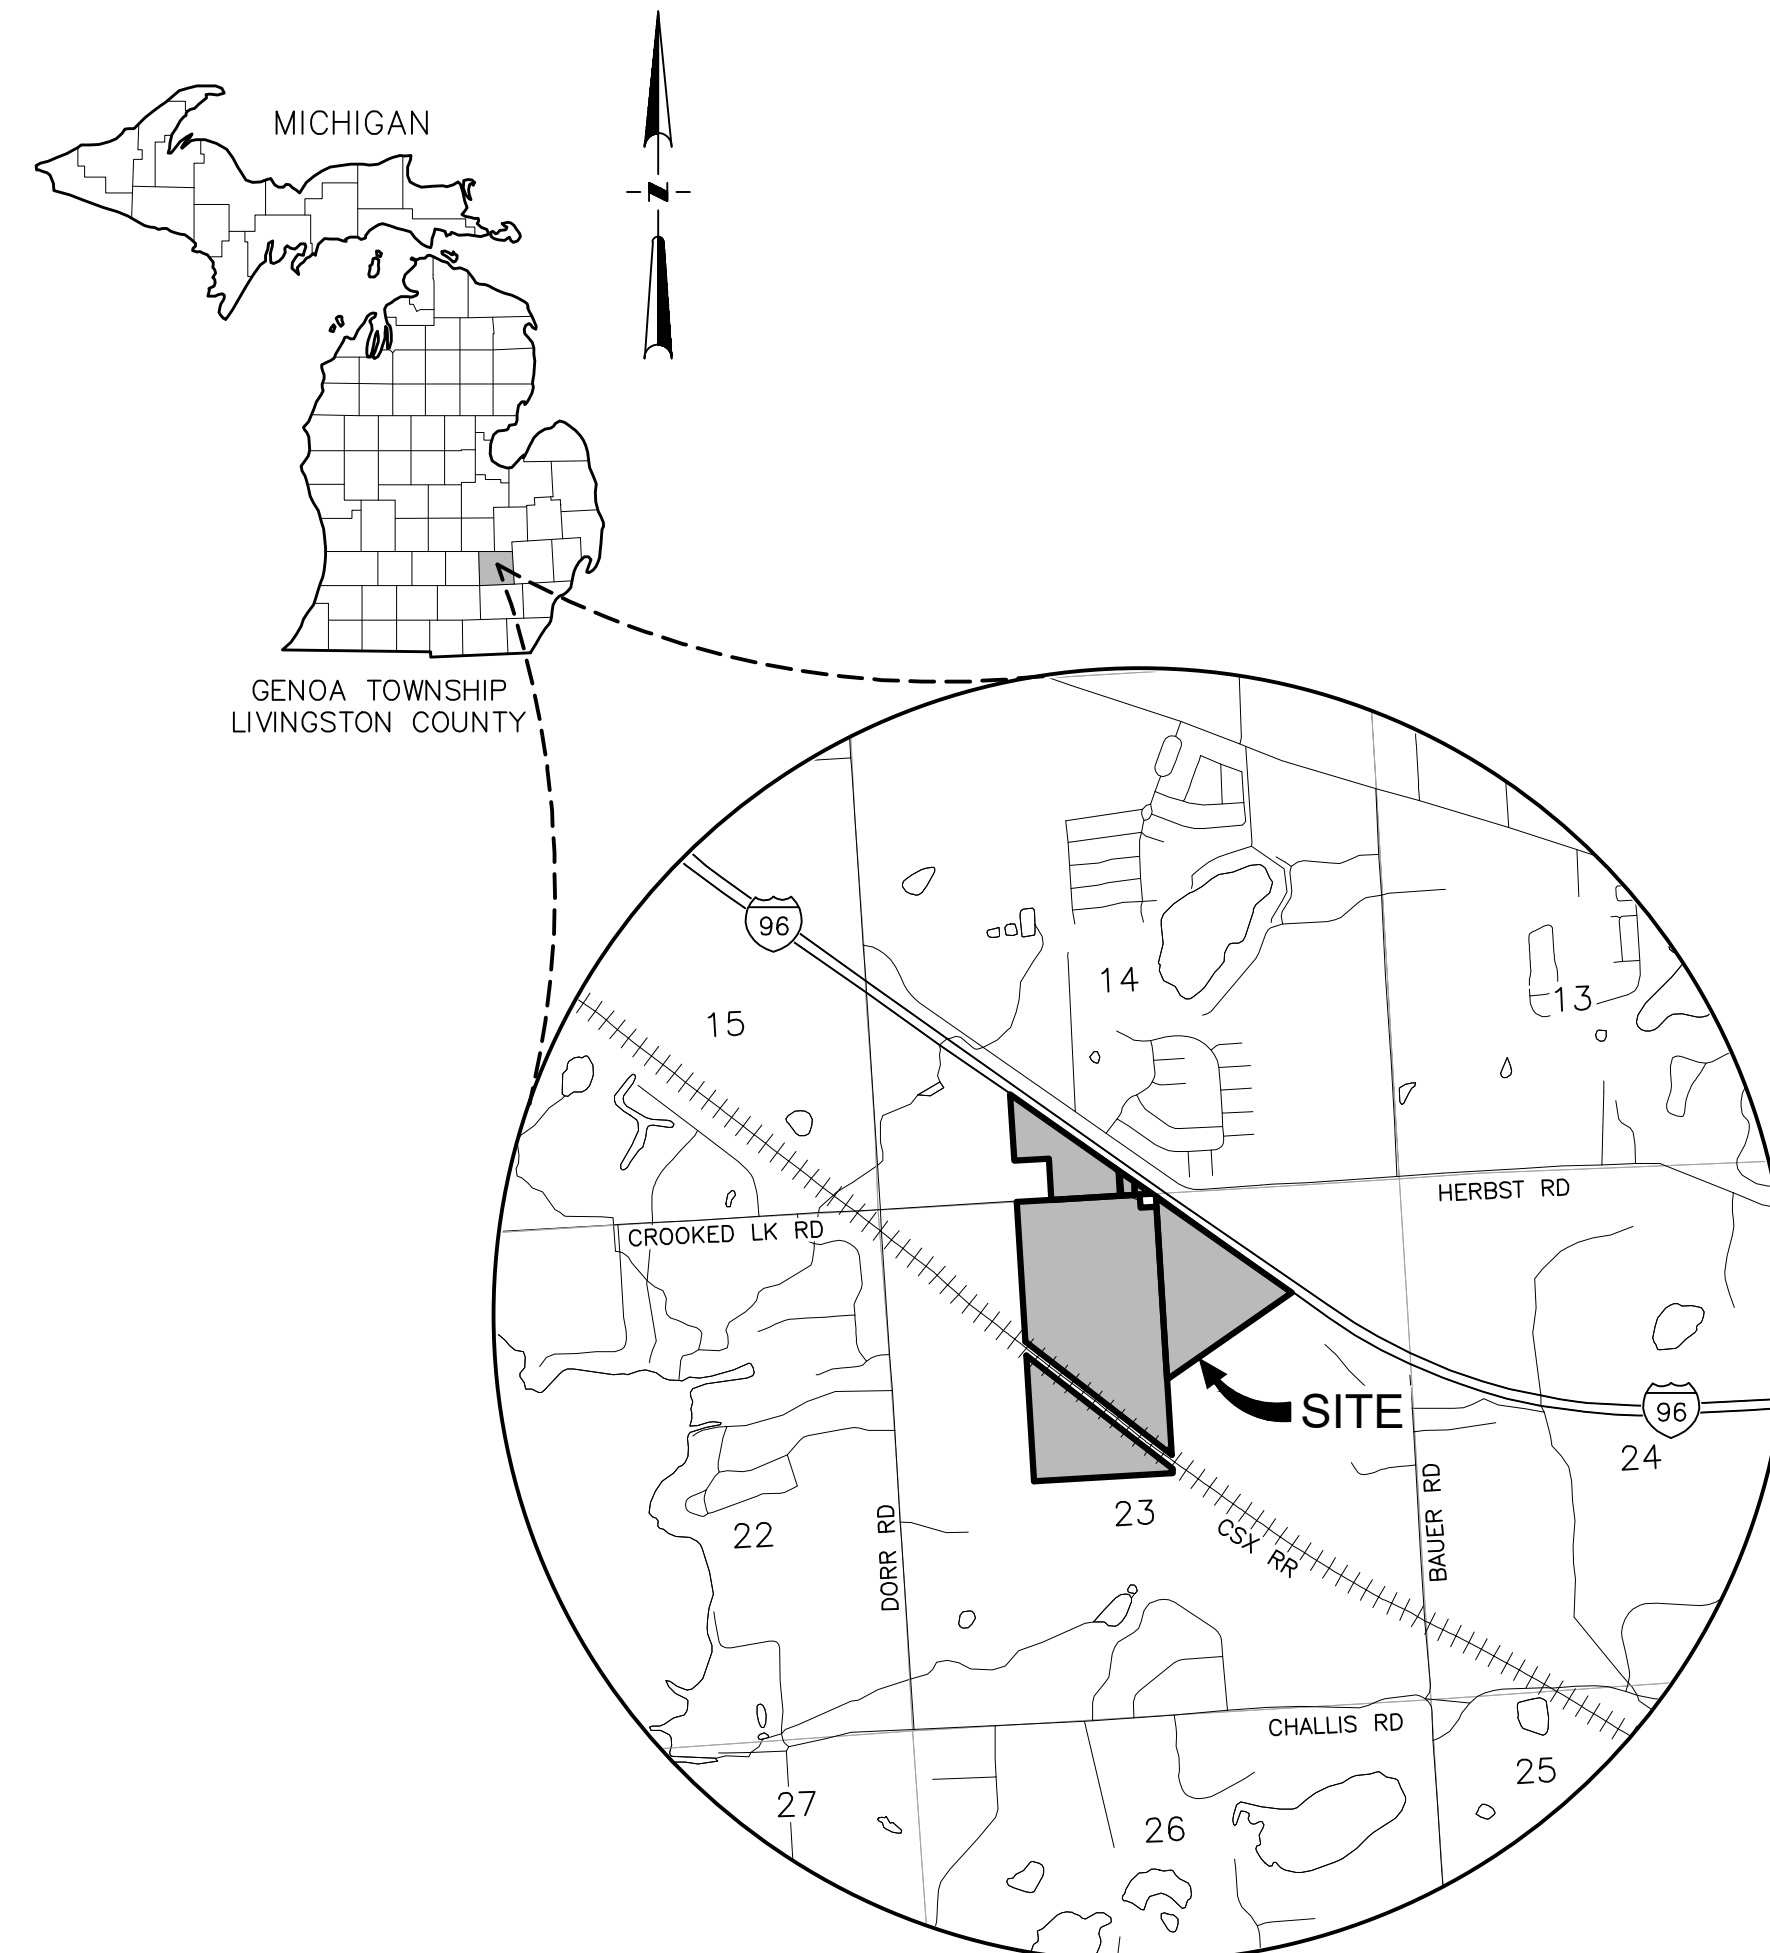 MICHIGAN
N
GENOA TOWNSHIP
LIVINGSTON COUNTY
96
14
13
15
HERBST RD
CROOKED LK RD
SITE
96
24
23
22
DORR RD
CSX RR
BAUER RD
CHALLIS RD
25
27
26